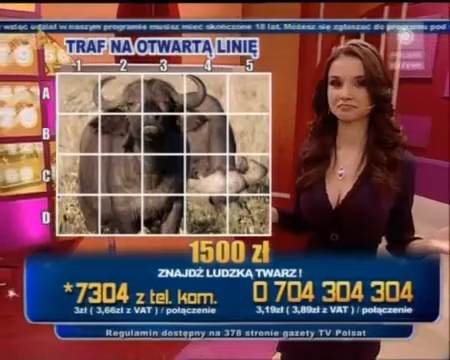 wziąć udział w naszym programie musisz mieć skończone 18 lat. Możesz się zgłaszać do programu pod
TRAF NA OTWARTĄ LINIĘ
1 2 3 4 5
A
B
C
D
1500 zł
ZNAJDŹ LUDZKĄ TWARZ !
*7304 z tel. kom. 0 704 304 304
3zł ( 3,66zł z VAT ) / połączenie 3,19zł ( 3,89zł z VAT ) / połączenie
Regulamin dostępny na 378 stronie gazety TV Polsat